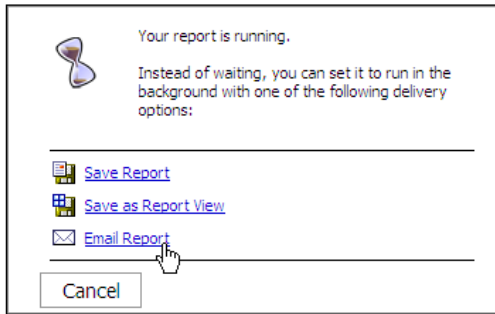 Your report is running.
Instead of waiting, you can set it to run in the
background with one of the following delivery
options:
Save Report
Save as Report View
Email Report
Cancel